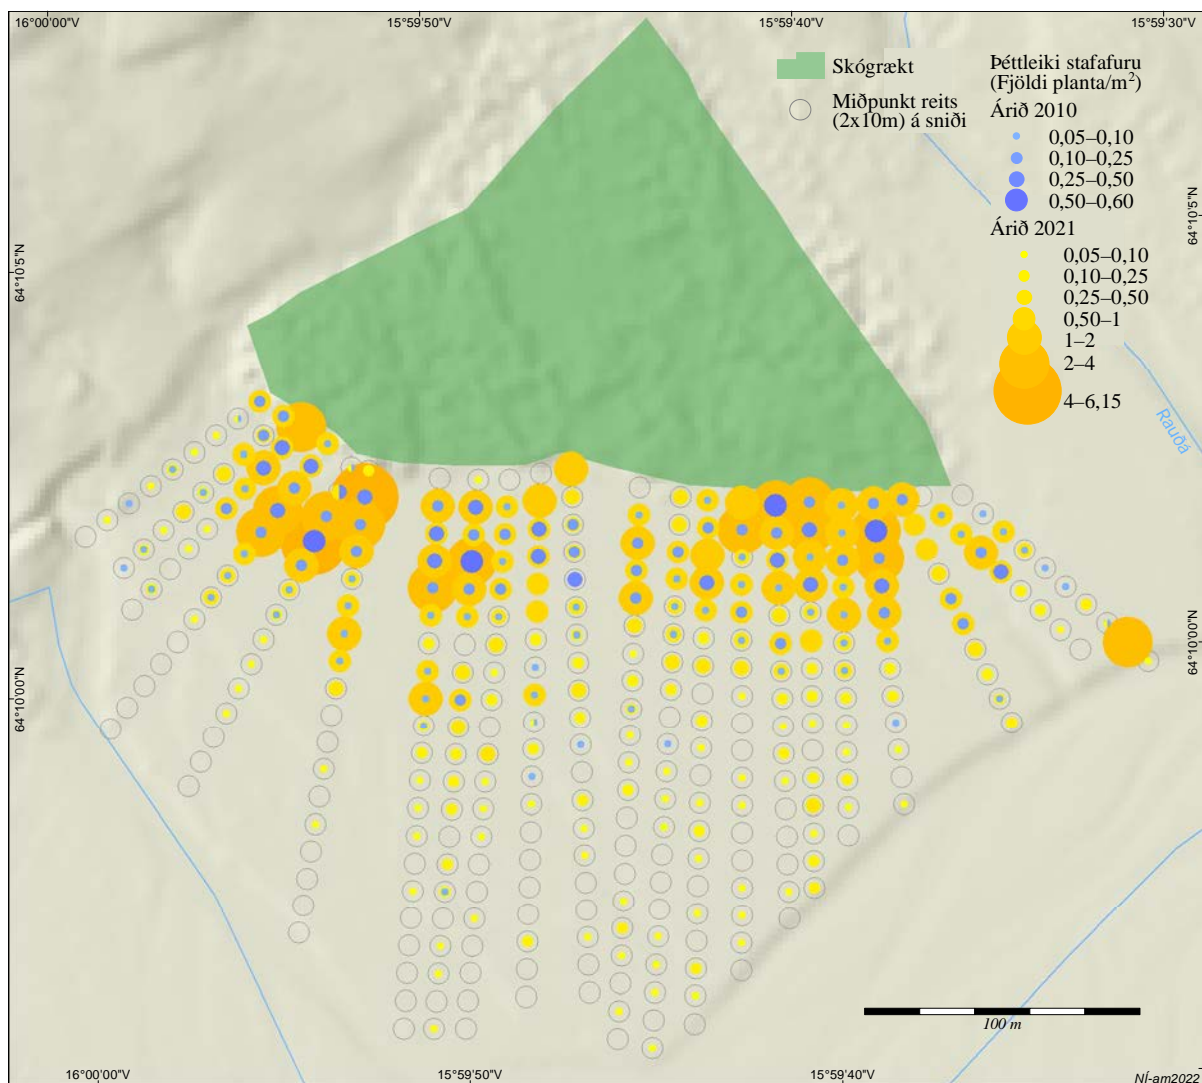 16°00'00"V
15°59'50"V
15°59'40"V
15°59'30"V
Skógrækt
Miðpunkt reits
(2x10m) á sniði
Þéttleiki stafafuru
(Fjöldi planta/m²)
Árið 2010
0,05–0,10
0,10–0,25
0,25–0,50
0,50–0,60
Árið 2021
0,05–0,10
0,10–0,25
0,25–0,50
0,50–1
1–2
2–4
4–6,15
64°10'5"N
64°10'5"N
Rauðá
64°10'00"N
64°10'00"N
100 m
16°00'00"V
15°59'50"V
15°59'40"V
NÍ-am2022